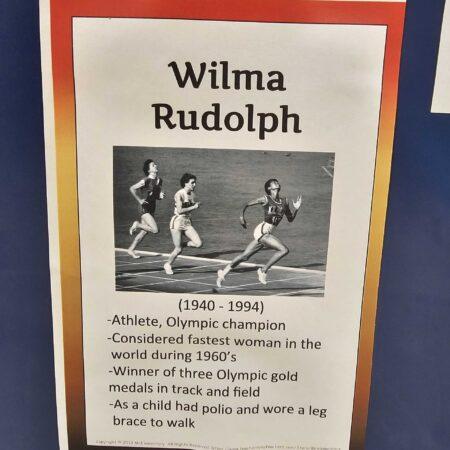 Wilma
Rudolph
(1940 - 1994)
-Athlete, Olympic champion
-Considered fastest woman in the
world during 1960's
-Winner of three Olympic gold
medals in track and field
-As a child had polio and wore a leg
brace to walk